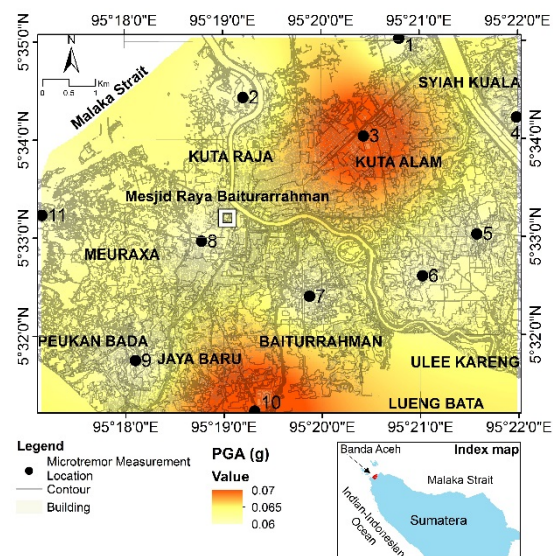 95°18'0"E 95°19'0"E 95°20'0"E 95°21'0"E 95°22'0"E
5°35'0"N
5°34'0"N
5°33'0"N
5°32'0"N
5°35'0"N
5°34'0"N
5°33'0"N
5°32'0"N
N
0 0.5 1
Km
Malaka Strait
1
SYIAH KUALA
2
4
3
KUTA RAJA
KUTA ALAM
Mesjid Raya Baiturarrahman
11
5
8
MEURAXA
6
7
PEUKAN BADA
BAITURRAHMAN
9
JAYA BARU
ULEE KARENG
10
LUENG BATA
95°18'0"E 95°19'0"E 95°20'0"E 95°21'0"E 95°22'0"E
Legend
Microtremor Measurement
Location
Contour
Building
PGA (g)
Value
0.07
0.065
0.06
Index map
Banda Aceh
Malaka Strait
Sumatera
Indian-Indonesian
Ocean